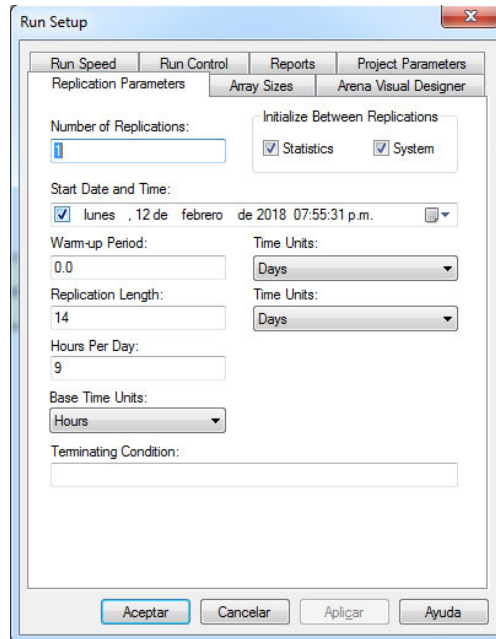 Run Setup
Run Speed Run Control Reports Project Parameters
Replication Parameters Array Sizes Arena Visual Designer
Number of Replications: Initialize Between Replications
1 Statistics System
Start Date and Time:
lunes , 12 de febrero de 2018 07:55:31 p.m.
Warm-up Period: Time Units:
0.0 Days
Replication Length: Time Units:
14 Days
Hours Per Day:
9
Base Time Units:
Hours
Terminating Condition:
Aceptar Cancelar Aplicar Ayuda